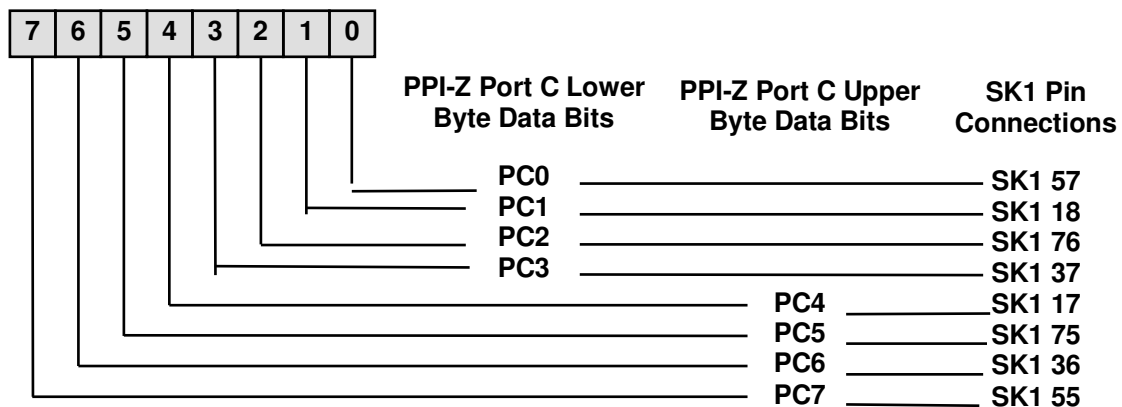 7 6 5 4 3 2 1 0
PPI-Z Port C Lower PPI-Z Port C Upper SK1 Pin
Byte Data Bits Byte Data Bits Connections
PC0 SK1 57
PC1 SK1 18
PC2 SK1 76
PC3 SK1 37
PC4 SK1 17
PC5 SK1 75
PC6 SK1 36
PC7 SK1 55